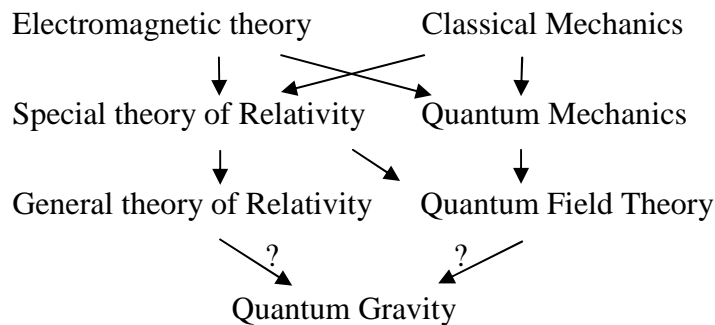 Electromagnetic theory Classical Mechanics
Special theory of Relativity Quantum Mechanics
General theory of Relativity Quantum Field Theory
? ?
Quantum Gravity